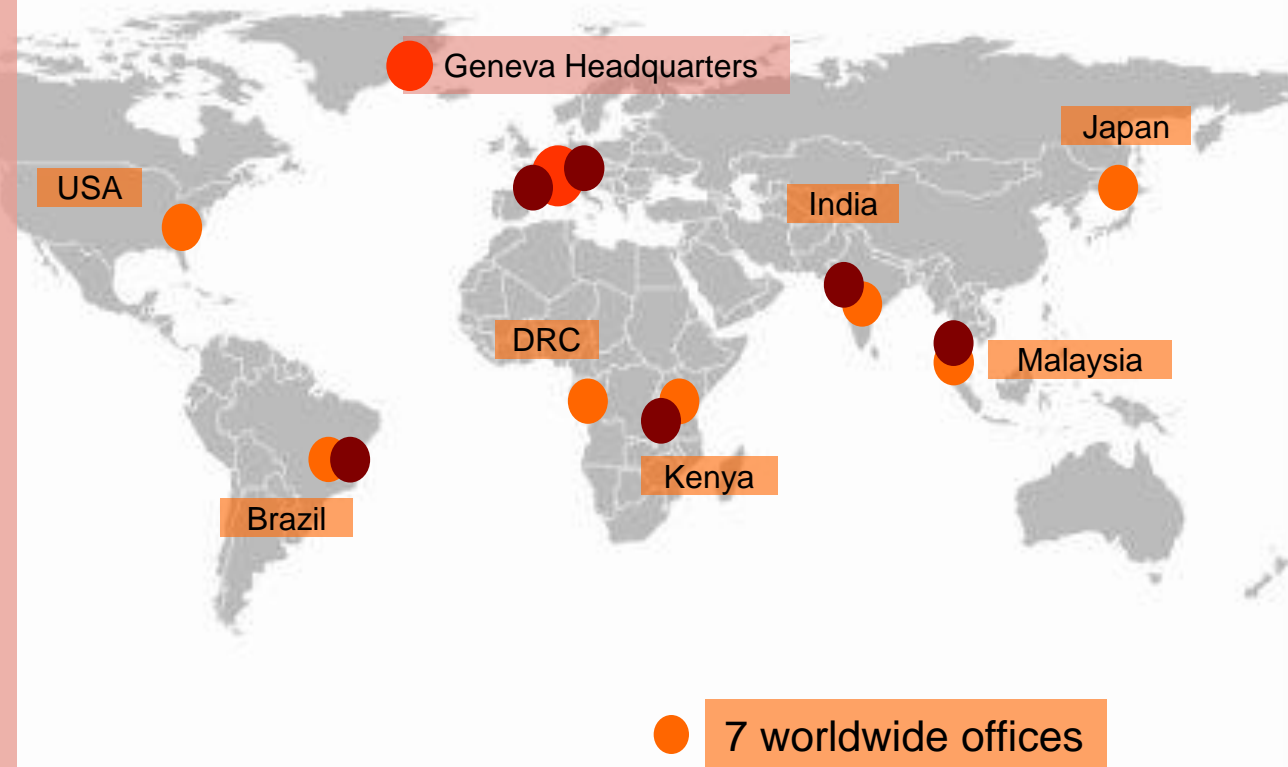 Geneva Headquarters
Japan
USA
India
DRC
Malaysia
Kenya
Brazil
7 worldwide offices